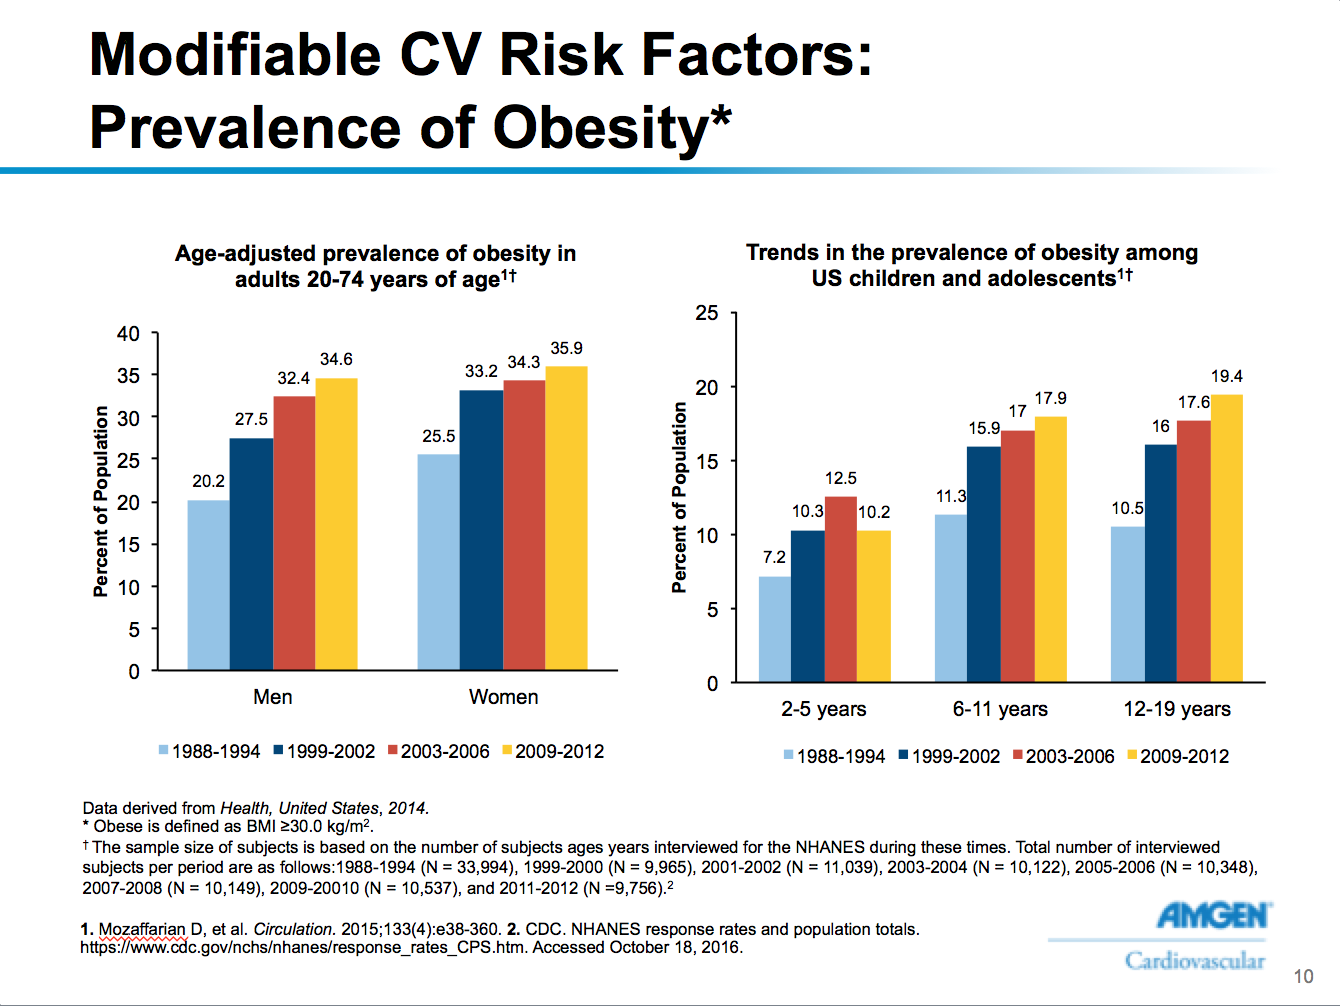 Modifiable CV Risk Factors:
Prevalence of Obesity*
Age-adjusted prevalence of obesity in
adults 20-74 years of age¹†
Percent of Population
40
35
30
25
20
15
10
5
0
20.2
27.5
32.4
34.6
25.5
33.2
34.3
35.9
Men
Women
1988-1994 1999-2002 2003-2006 2009-2012
Trends in the prevalence of obesity among
US children and adolescents¹†
Percent of Population
25
20
15
10
5
0
7.2
10.3
12.5
10.2
11.3
15.9
17
17.9
10.5
16
17.6
19.4
2-5 years
6-11 years
12-19 years
1988-1994 1999-2002 2003-2006 2009-2012
Data derived from Health, United States, 2014.
* Obese is defined as BMI ≥30.0 kg/m².
† The sample size of subjects is based on the number of subjects ages years interviewed for the NHANES during these times. Total number of interviewed
subjects per period are as follows:1988-1994 (N = 33,994), 1999-2000 (N = 9,965), 2001-2002 (N = 11,039), 2003-2004 (N = 10,122), 2005-2006 (N = 10,348),
2007-2008 (N = 10,149), 2009-20010 (N = 10,537), and 2011-2012 (N =9,756).²
1. Mozaffarian D, et al. Circulation. 2015;133(4):e38-360. 2. CDC. NHANES response rates and population totals.
https://www.cdc.gov/nchs/nhanes/response_rates_CPS.htm. Accessed October 18, 2016.
AMGEN®
Cardiovascular
10